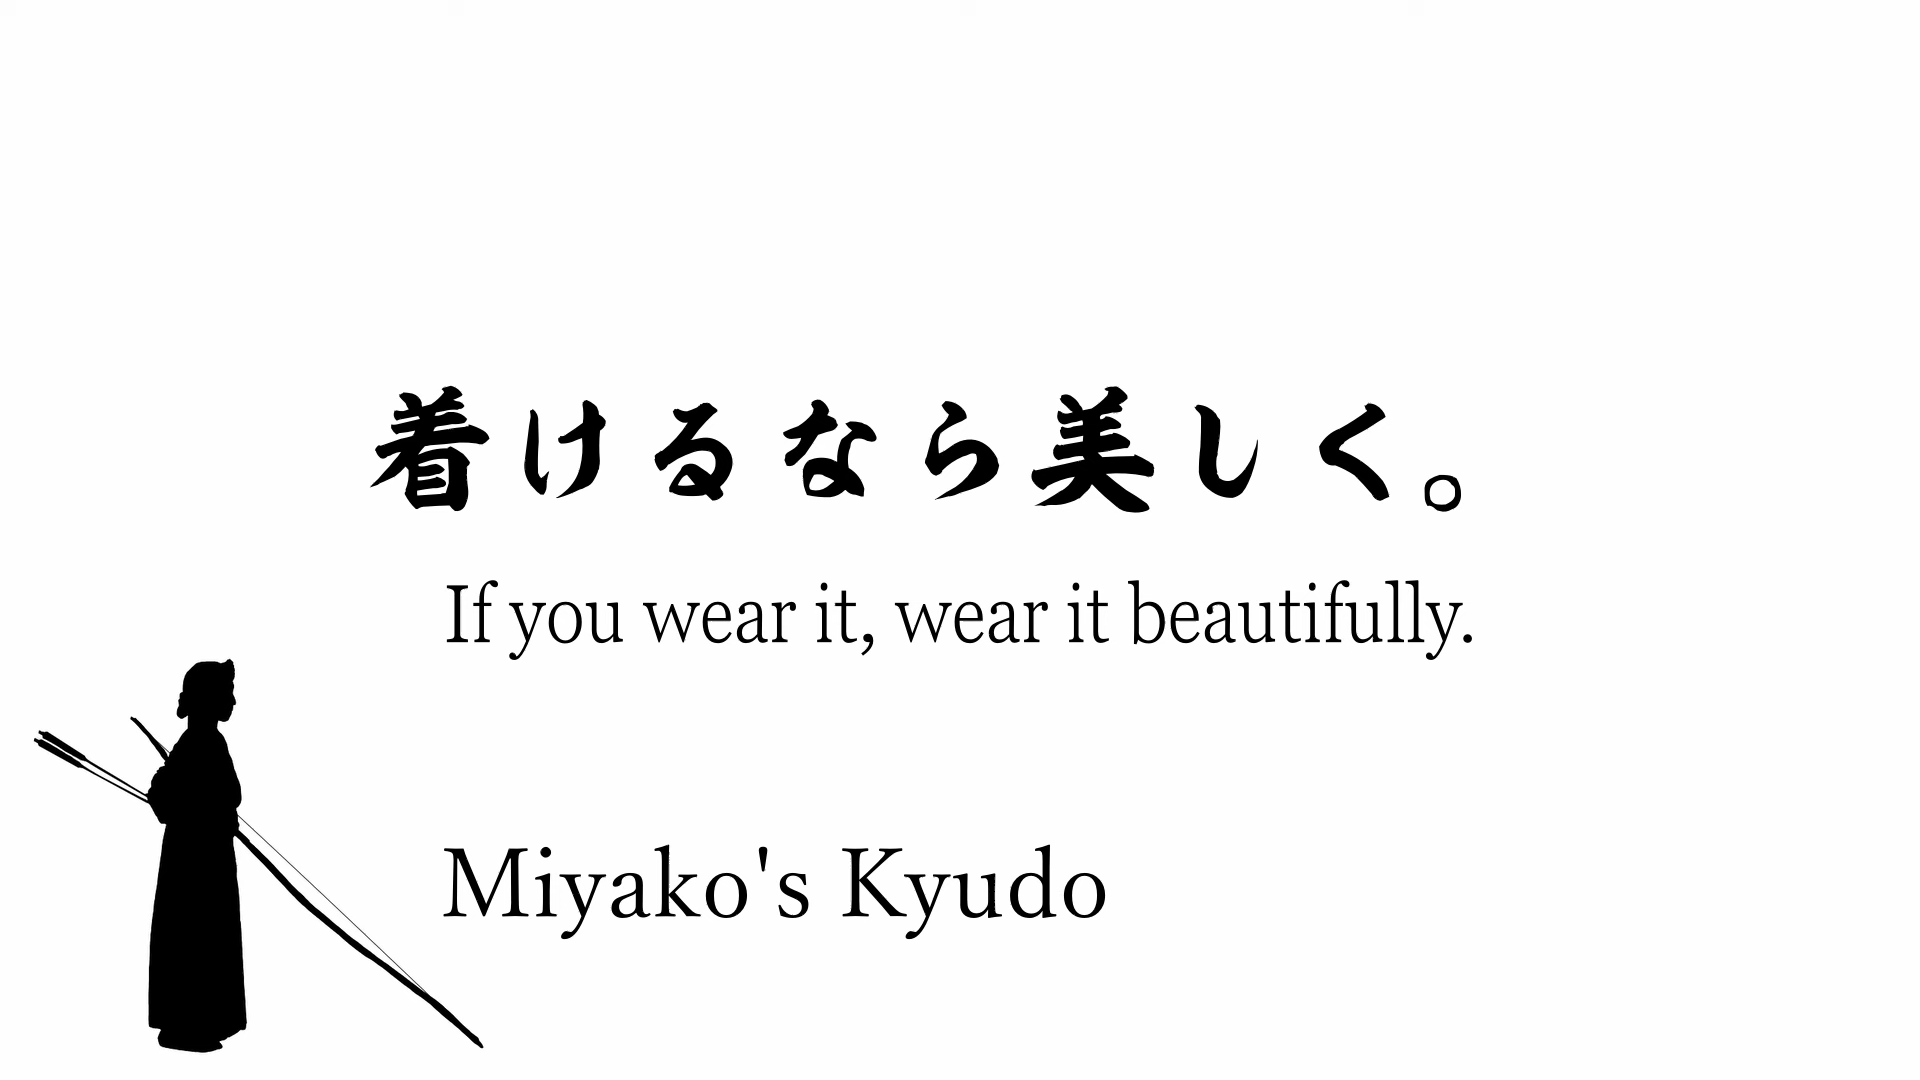 着けるなら美しく。
If you wear it, wear it beautifully.
Miyako's Kyudo